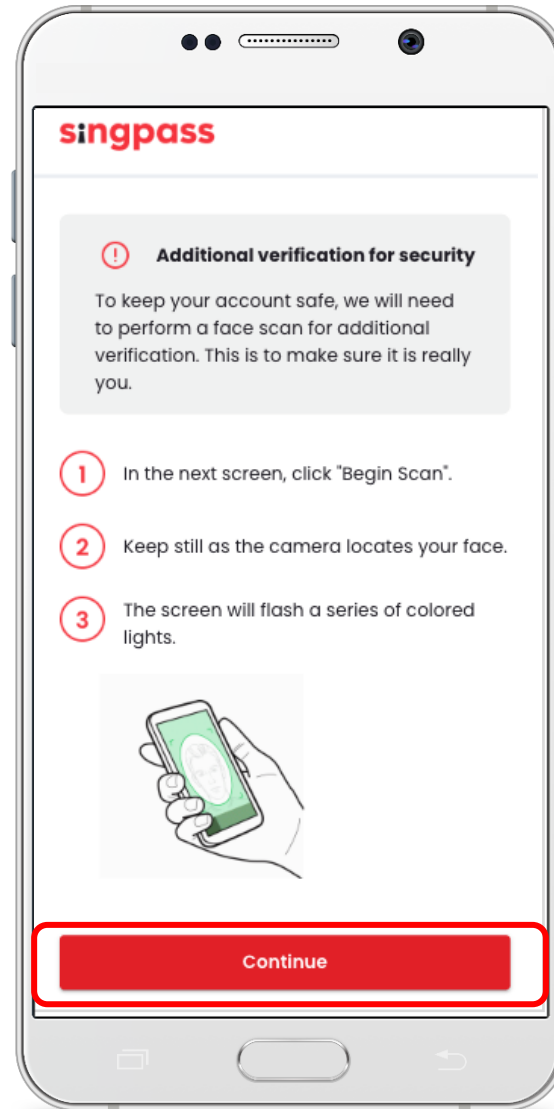 singpass
Additional verification for security
To keep your account safe, we will need
to perform a face scan for additional
verification. This is to make sure it is really
you.
1 In the next screen, click "Begin Scan".
2 Keep still as the camera locates your face.
3 The screen will flash a series of colored
lights.
Continue